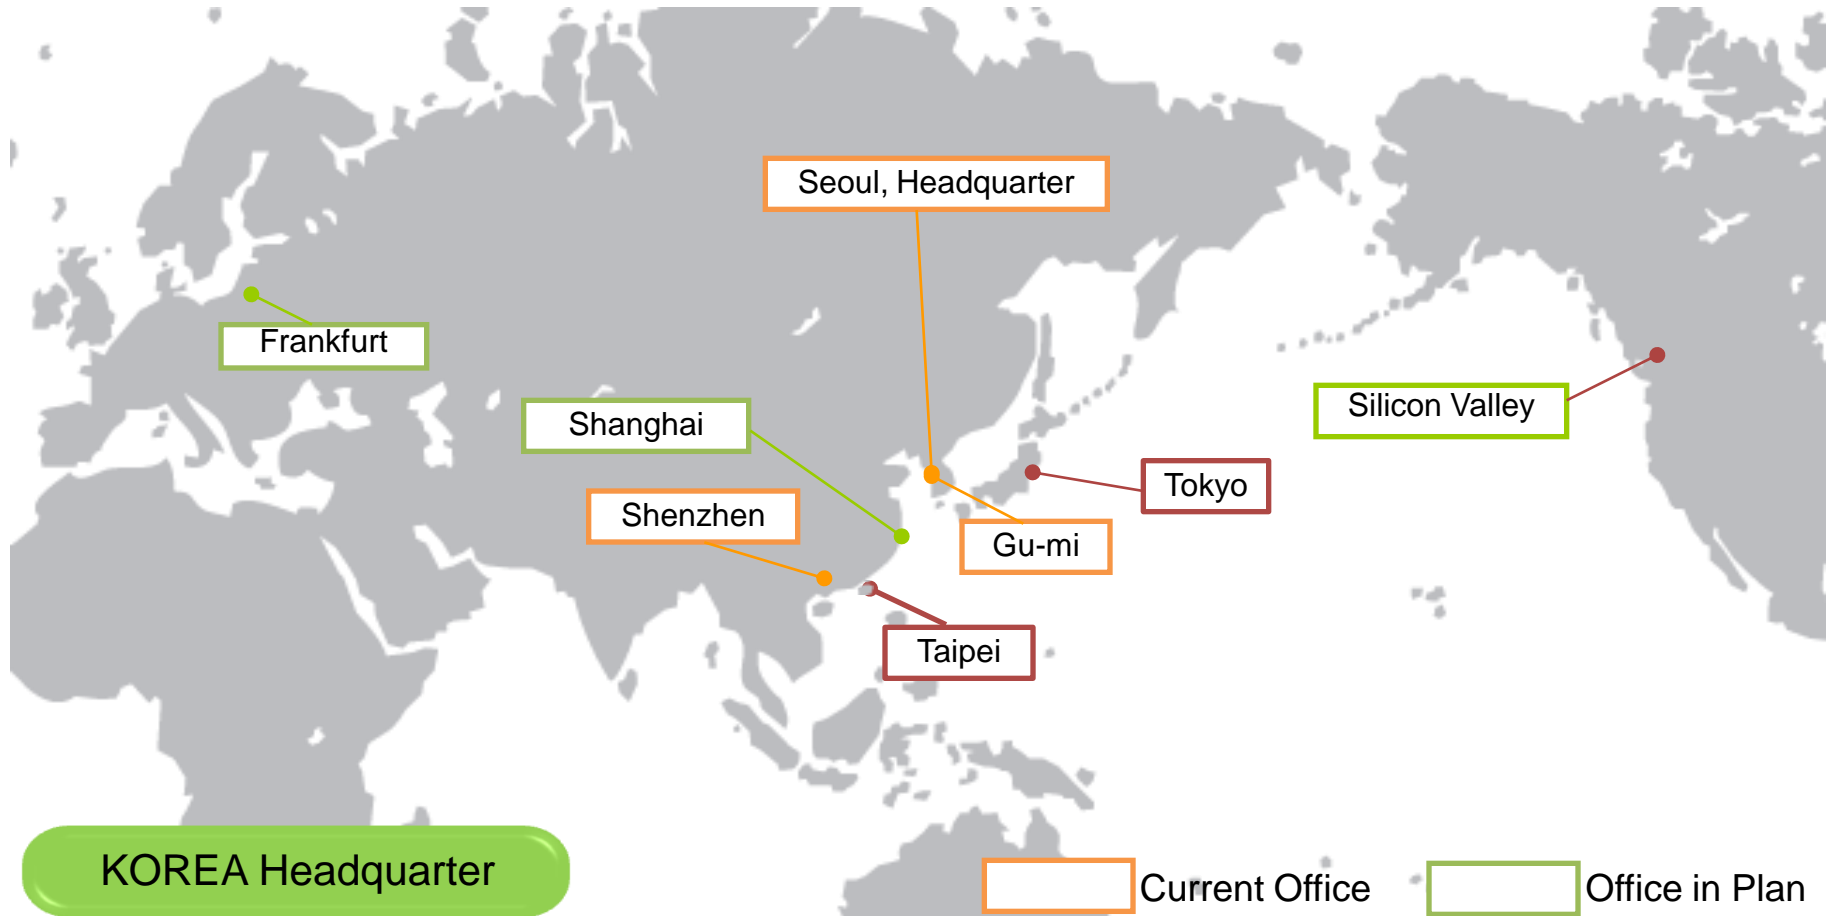 Seoul, Headquarter
Frankfurt
Silicon Valley
Shanghai
Tokyo
Shenzhen
Gu-mi
Taipei
KOREA Headquarter
Current Office
Office in Plan